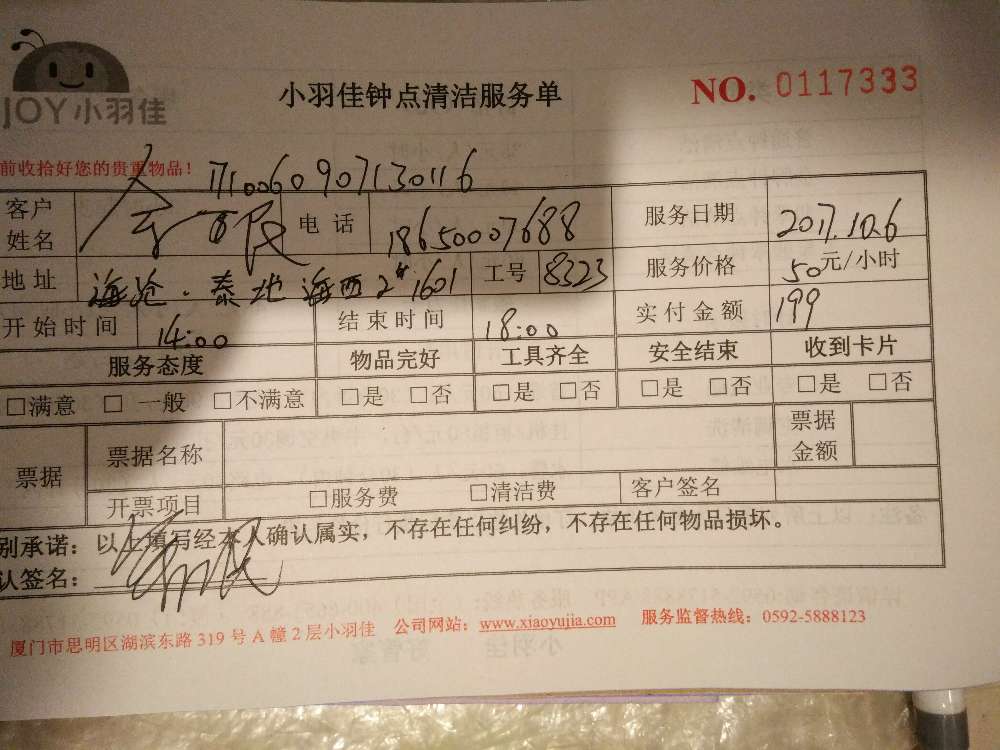 JOY小羽佳
小羽佳钟点清洁服务单
NO. 0117333
前收拾好您的贵重物品!
1710060907130116
客户姓名 电话 18650007688 服务日期 2017.10.6
地址 海沧·泰地海西2# 1601 工号 8323 服务价格 50元/小时
开始时间 14:00 结束时间 18:00 实付金额 199
服务态度 物品完好 工具齐全 安全结束 收到卡片
□满意 □ 一般 □不满意 □是 □否 □是 □否 □是 □否 □是 □否
票据 票据名称 票据金额
开票项目 □服务费 □清洁费 客户签名
别承诺：以上填写经本人确认属实，不存在任何纠纷，不存在任何物品损坏。
认签名：
厦门市思明区湖滨东路 319 号 A 幢 2 层小羽佳 公司网站：www.xiaoyujia.com 服务监督热线：0592-5888123